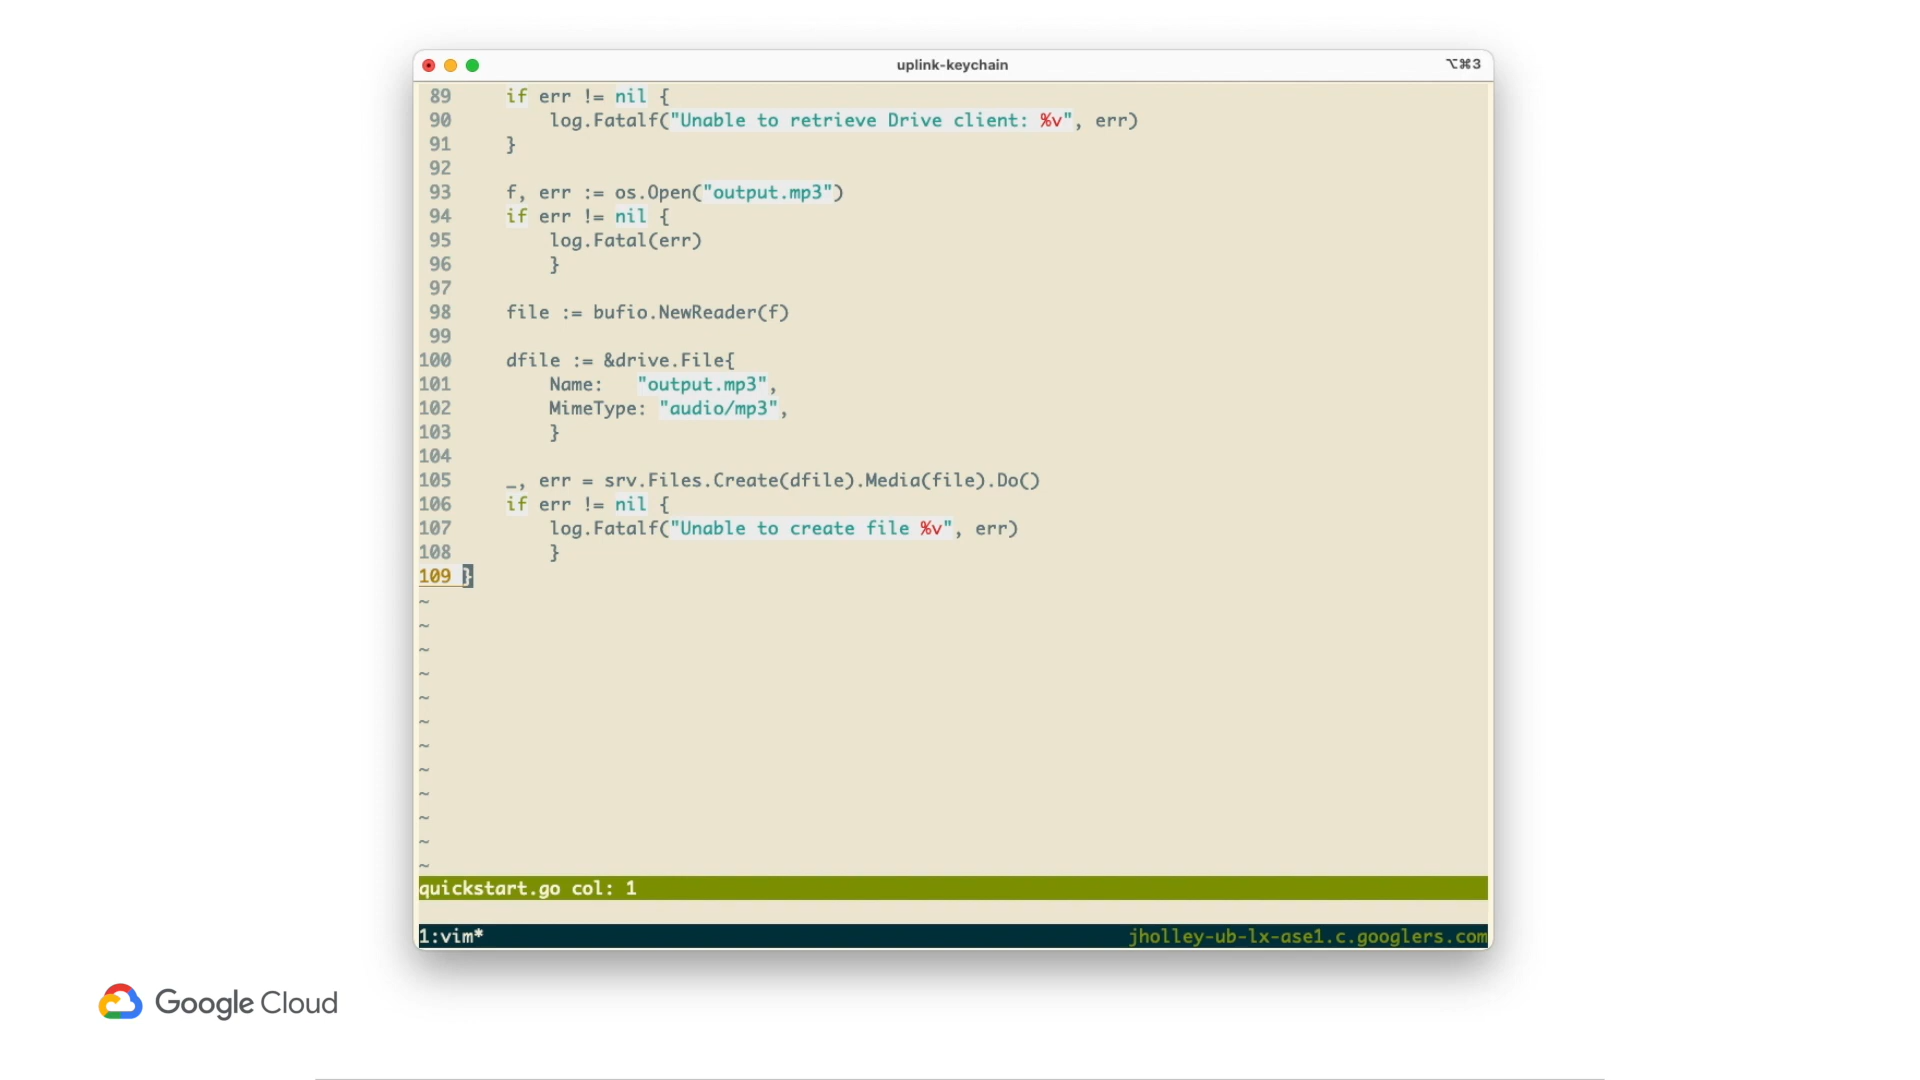 uplink-keychain
⌥⌘3
89 if err != nil {
90 log.Fatalf("Unable to retrieve Drive client: %v", err)
91 }
92
93 f, err := os.Open("output.mp3")
94 if err != nil {
95 log.Fatal(err)
96 }
97
98 file := bufio.NewReader(f)
99
100 dfile := &drive.File{
101 Name: "output.mp3",
102 MimeType: "audio/mp3",
103 }
104
105 _, err = srv.Files.Create(dfile).Media(file).Do()
106 if err != nil {
107 log.Fatalf("Unable to create file %v", err)
108 }
109 }
~
~
~
~
~
~
~
~
~
~
~
~
quickstart.go col: 1
1:vim* jholley-ub-lx-ase1.c.googlers.com
Google Cloud